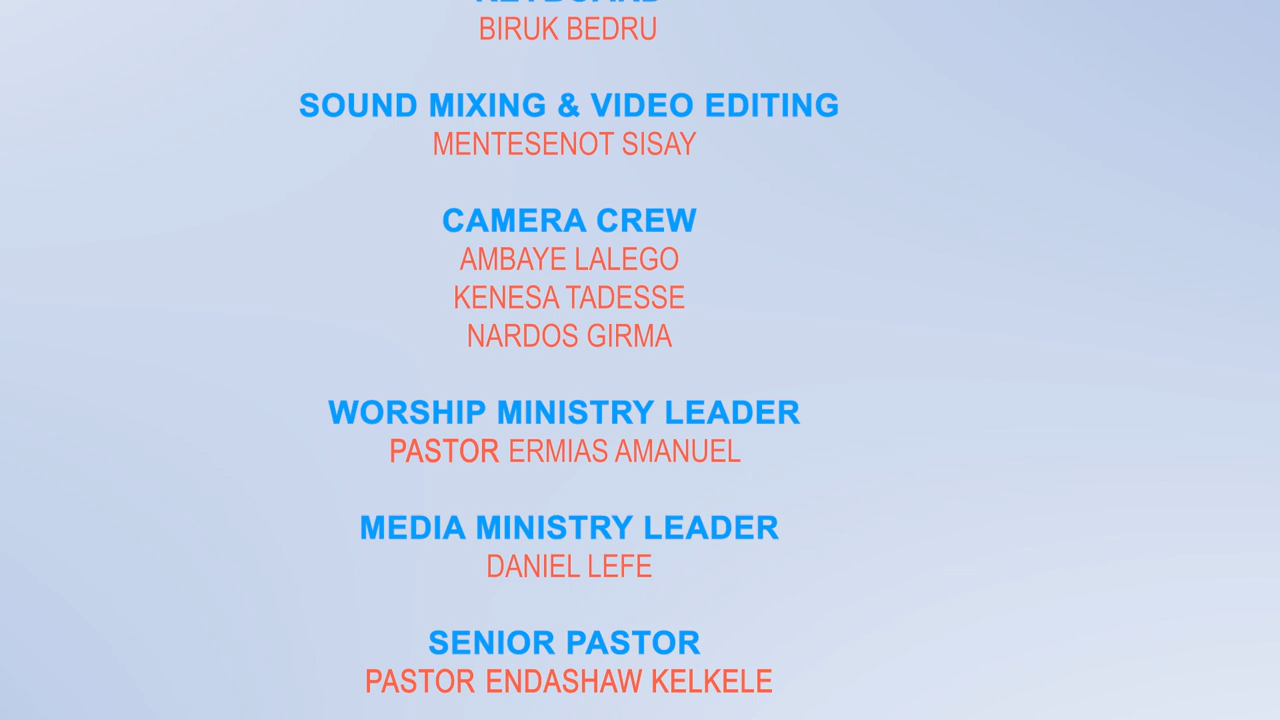 KEYBOARD
BIRUK BEDRU
SOUND MIXING & VIDEO EDITING
MENTESENOT SISAY
CAMERA CREW
AMBAYE LALEGO
KENESA TADESSE
NARDOS GIRMA
WORSHIP MINISTRY LEADER
PASTOR ERMIAS AMANUEL
MEDIA MINISTRY LEADER
DANIEL LEFE
SENIOR PASTOR
PASTOR ENDASHAW KELKELE